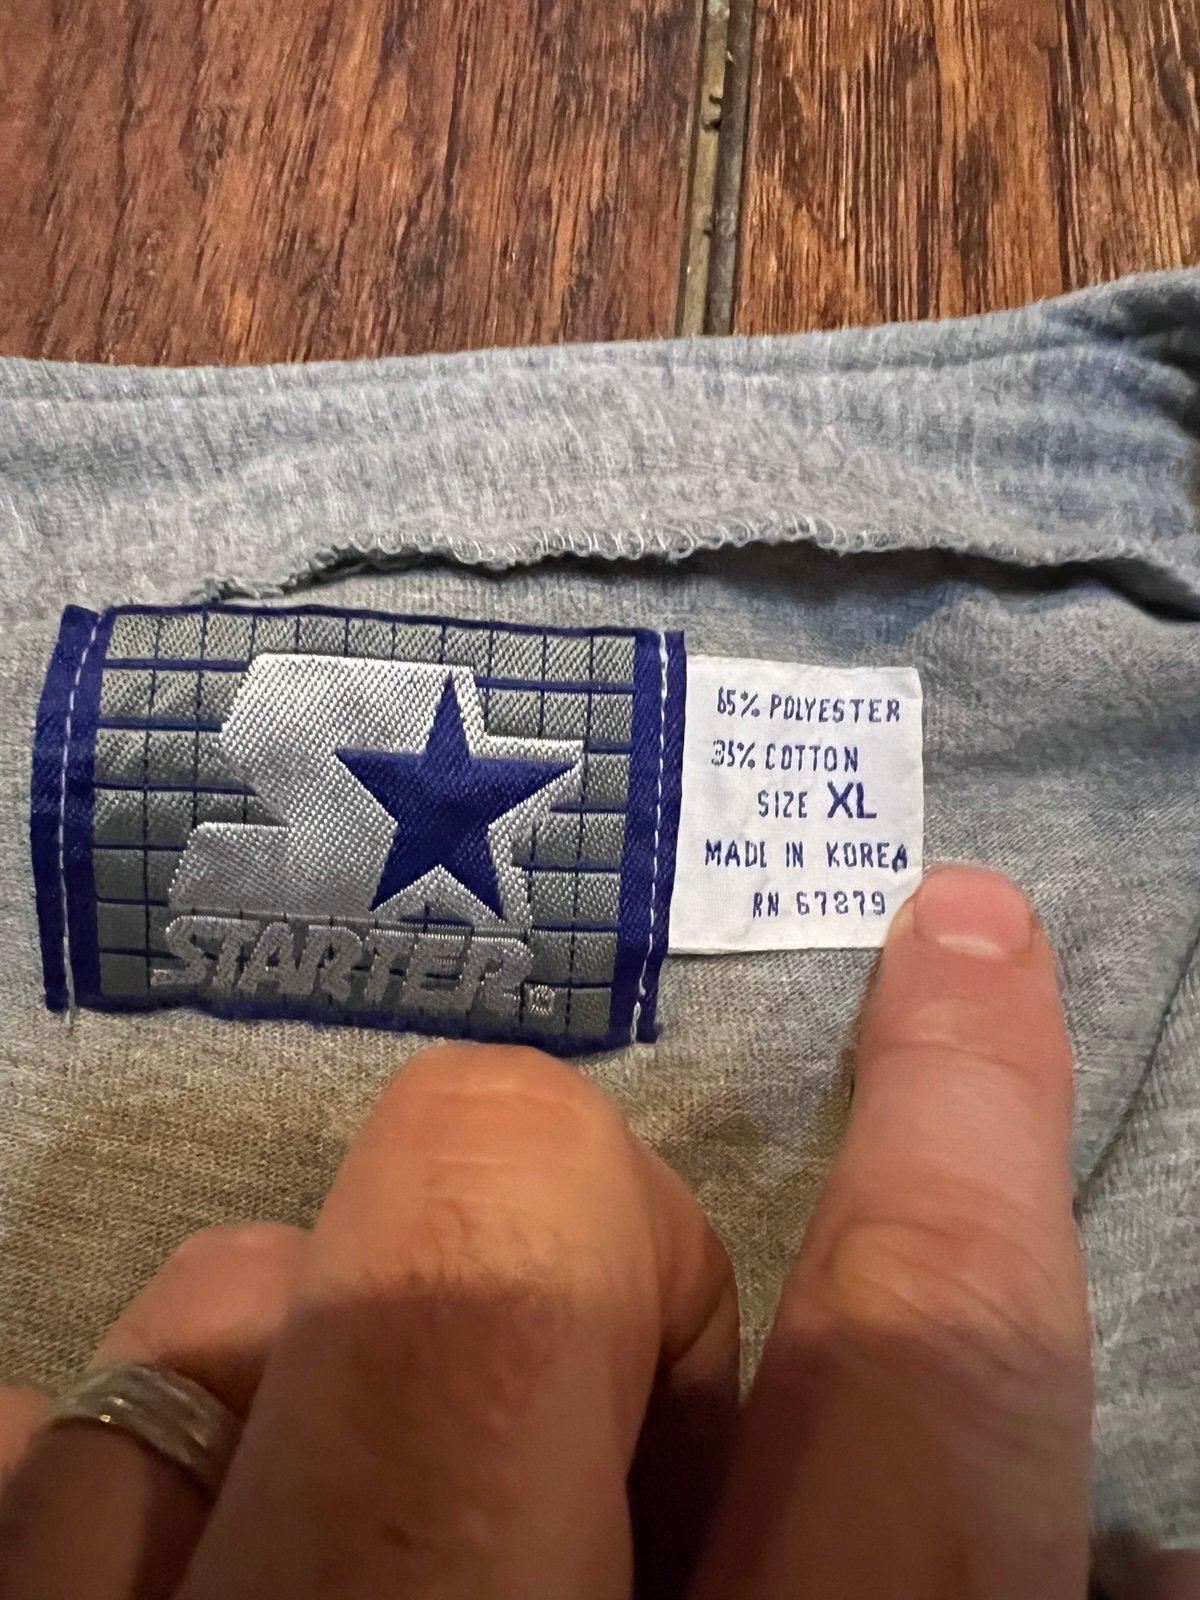 STARTER®
65% POLYESTER
35% COTTON
SIZE XL
MADE IN KOREA
RN 67879